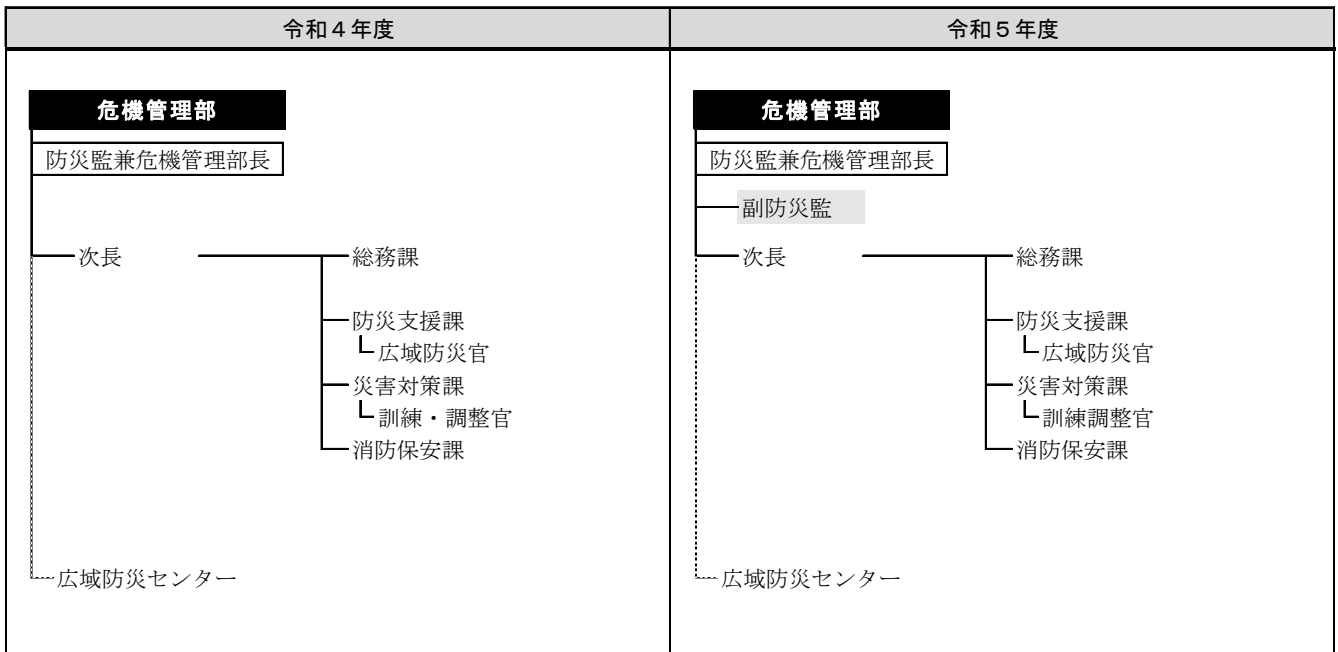 令和４年度
危機管理部
防災監兼危機管理部長
次長
総務課
防災支援課
広域防災官
災害対策課
訓練・調整官
消防保安課
広域防災センター
令和５年度
危機管理部
防災監兼危機管理部長
副防災監
次長
総務課
防災支援課
広域防災官
災害対策課
訓練調整官
消防保安課
広域防災センター